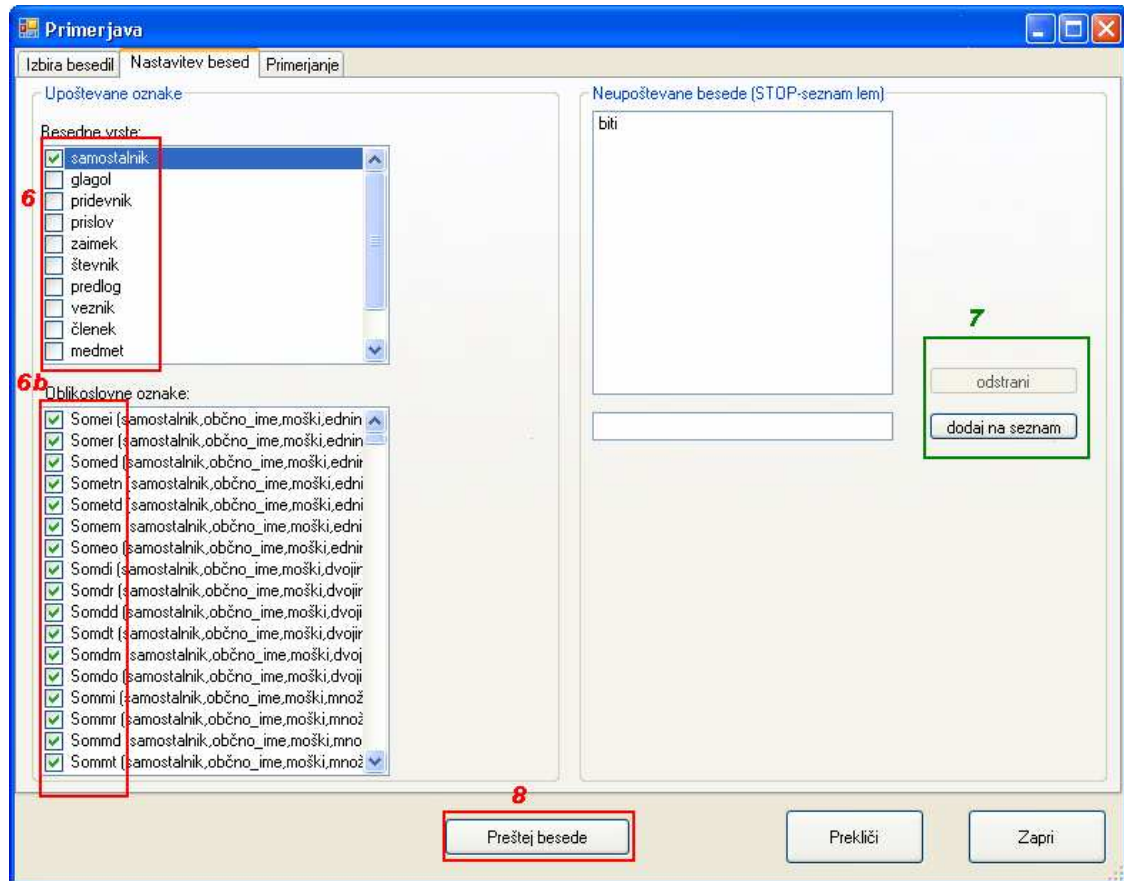 Primerjava
Izbira besedil Nastavitev besed Primerjanje
Upoštevane oznake
Besedne vrste:
6
samostalnik
glagol
pridevnik
prislov
zaimek
števnik
predlog
veznik
členek
medmet
6b
Oblikoslovne oznake:
Somei (samostalnik,občno_ime,moški,ednin
Somer (samostalnik,občno_ime,moški,ednin
Somed (samostalnik,občno_ime,moški,ednir
Sometn (samostalnik,občno_ime,moški,edni
Sometd (samostalnik,občno_ime,moški,edni
Somem (samostalnik,občno_ime,moški,edni
Someo (samostalnik,občno_ime,moški,ednir
Somdi (samostalnik,občno_ime,moški,dvojir
Somdr (samostalnik,občno_ime,moški,dvojir
Somdd (samostalnik,občno_ime,moški,dvoji
Somdt (samostalnik,občno_ime,moški,dvojir
Somdm (samostalnik,občno_ime,moški,dvoj
Somdo (samostalnik,občno_ime,moški,dvoji
Sommi (samostalnik,občno_ime,moški,množ
Sommr (samostalnik,občno_ime,moški,množ
Sommd (samostalnik,občno_ime,moški,mno
Sommt (samostalnik,občno_ime,moški,množ
Neupoštevane besede (STOP-seznam lem)
biti
7
odstrani
dodaj na seznam
8
Preštej besede
Prekliči
Zapri